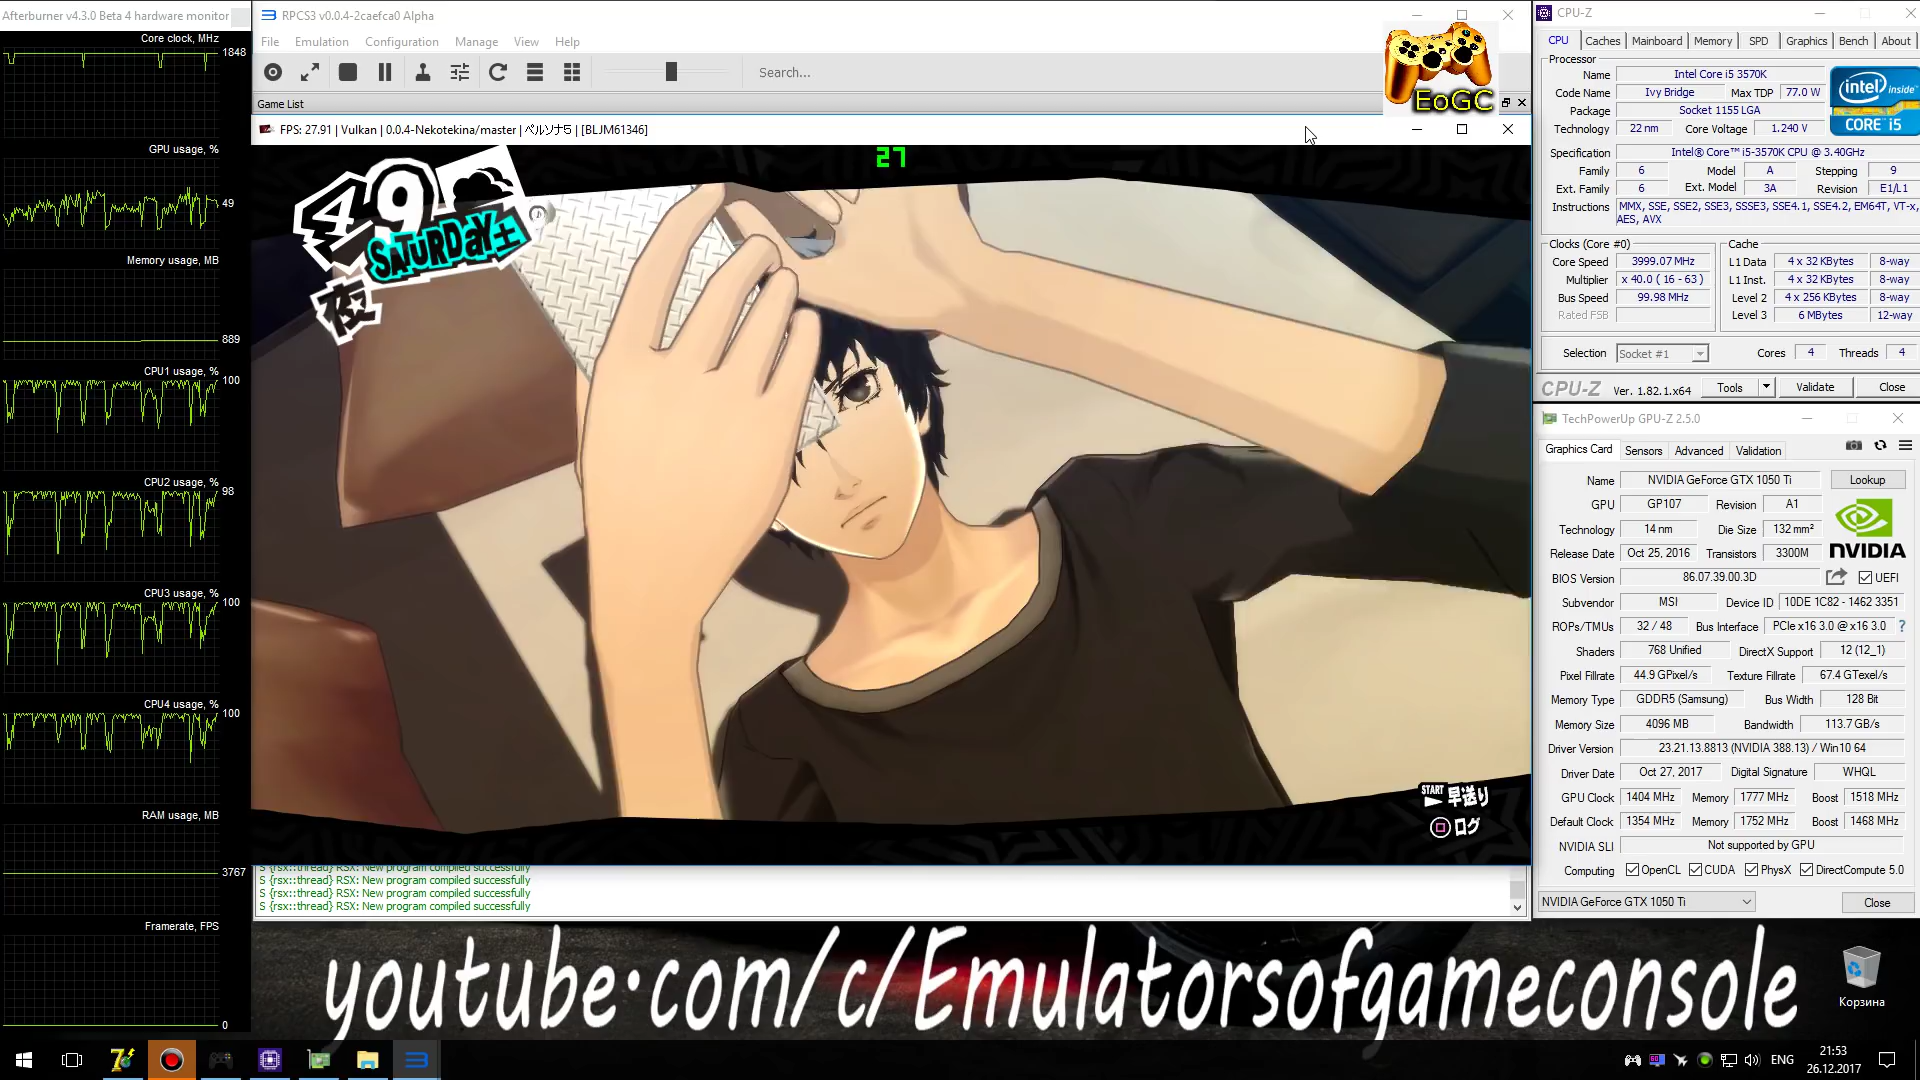 Afterburner v4.3.0 Beta 4 hardware monitor
Core clock, MHz
1848
GPU usage, %
49
Memory usage, MB
889
CPU1 usage, %
100
CPU2 usage, %
98
CPU3 usage, %
100
CPU4 usage, %
100
RAM usage, MB
3767
Framerate, FPS
0
RPCS3 v0.0.4-2caefca0 Alpha
File Emulation Configuration Manage View Help
Search...
EoGC
Game List
FPS: 27.91 | Vulkan | 0.0.4-Nekotekina/master | ペルソナ5 | [BLJM61346]
27
4 9
SATURDAY 土
夜
START 早送り
ログ
S {rsx::thread} RSX: New program compiled successfully
S {rsx::thread} RSX: New program compiled successfully
S {rsx::thread} RSX: New program compiled successfully
S {rsx::thread} RSX: New program compiled successfully
CPU-Z
CPU Caches Mainboard Memory SPD Graphics Bench About
Processor
Name Intel Core i5 3570K
Code Name Ivy Bridge Max TDP 77.0 W
Package Socket 1155 LGA
Technology 22 nm Core Voltage 1.240 V
intel inside™
CORE i5
Specification Intel® Core™ i5-3570K CPU @ 3.40GHz
Family 6 Model A Stepping 9
Ext. Family 6 Ext. Model 3A Revision E1/L1
Instructions MMX, SSE, SSE2, SSE3, SSSE3, SSE4.1, SSE4.2, EM64T, VT-x,
AES, AVX
Clocks (Core #0)
Core Speed 3999.07 MHz
Multiplier x 40.0 ( 16 - 63 )
Bus Speed 99.98 MHz
Rated FSB
Cache
L1 Data 4 x 32 KBytes 8-way
L1 Inst. 4 x 32 KBytes 8-way
Level 2 4 x 256 KBytes 8-way
Level 3 6 MBytes 12-way
Selection Socket #1 Cores 4 Threads 4
CPU-Z Ver. 1.82.1.x64 Tools Validate Close
TechPowerUp GPU-Z 2.5.0
Graphics Card Sensors Advanced Validation
Name NVIDIA GeForce GTX 1050 Ti Lookup
GPU GP107 Revision A1
Technology 14 nm Die Size 132 mm²
NVIDIA
Release Date Oct 25, 2016 Transistors 3300M
BIOS Version 86.07.39.00.3D UEFI
Subvendor MSI Device ID 10DE 1C82 - 1462 3351
ROPs/TMUs 32 / 48 Bus Interface PCIe x16 3.0 @ x16 3.0 ?
Shaders 768 Unified DirectX Support 12 (12_1)
Pixel Fillrate 44.9 GPixel/s Texture Fillrate 67.4 GTexel/s
Memory Type GDDR5 (Samsung) Bus Width 128 Bit
Memory Size 4096 MB Bandwidth 113.7 GB/s
Driver Version 23.21.13.8813 (NVIDIA 388.13) / Win10 64
Driver Date Oct 27, 2017 Digital Signature WHQL
GPU Clock 1404 MHz Memory 1777 MHz Boost 1518 MHz
Default Clock 1354 MHz Memory 1752 MHz Boost 1468 MHz
NVIDIA SLI Not supported by GPU
Computing OpenCL CUDA PhysX DirectCompute 5.0
NVIDIA GeForce GTX 1050 Ti Close
youtube.com/c/Emulatorsofgameconsole
Корзина
ENG
21:53
26.12.2017